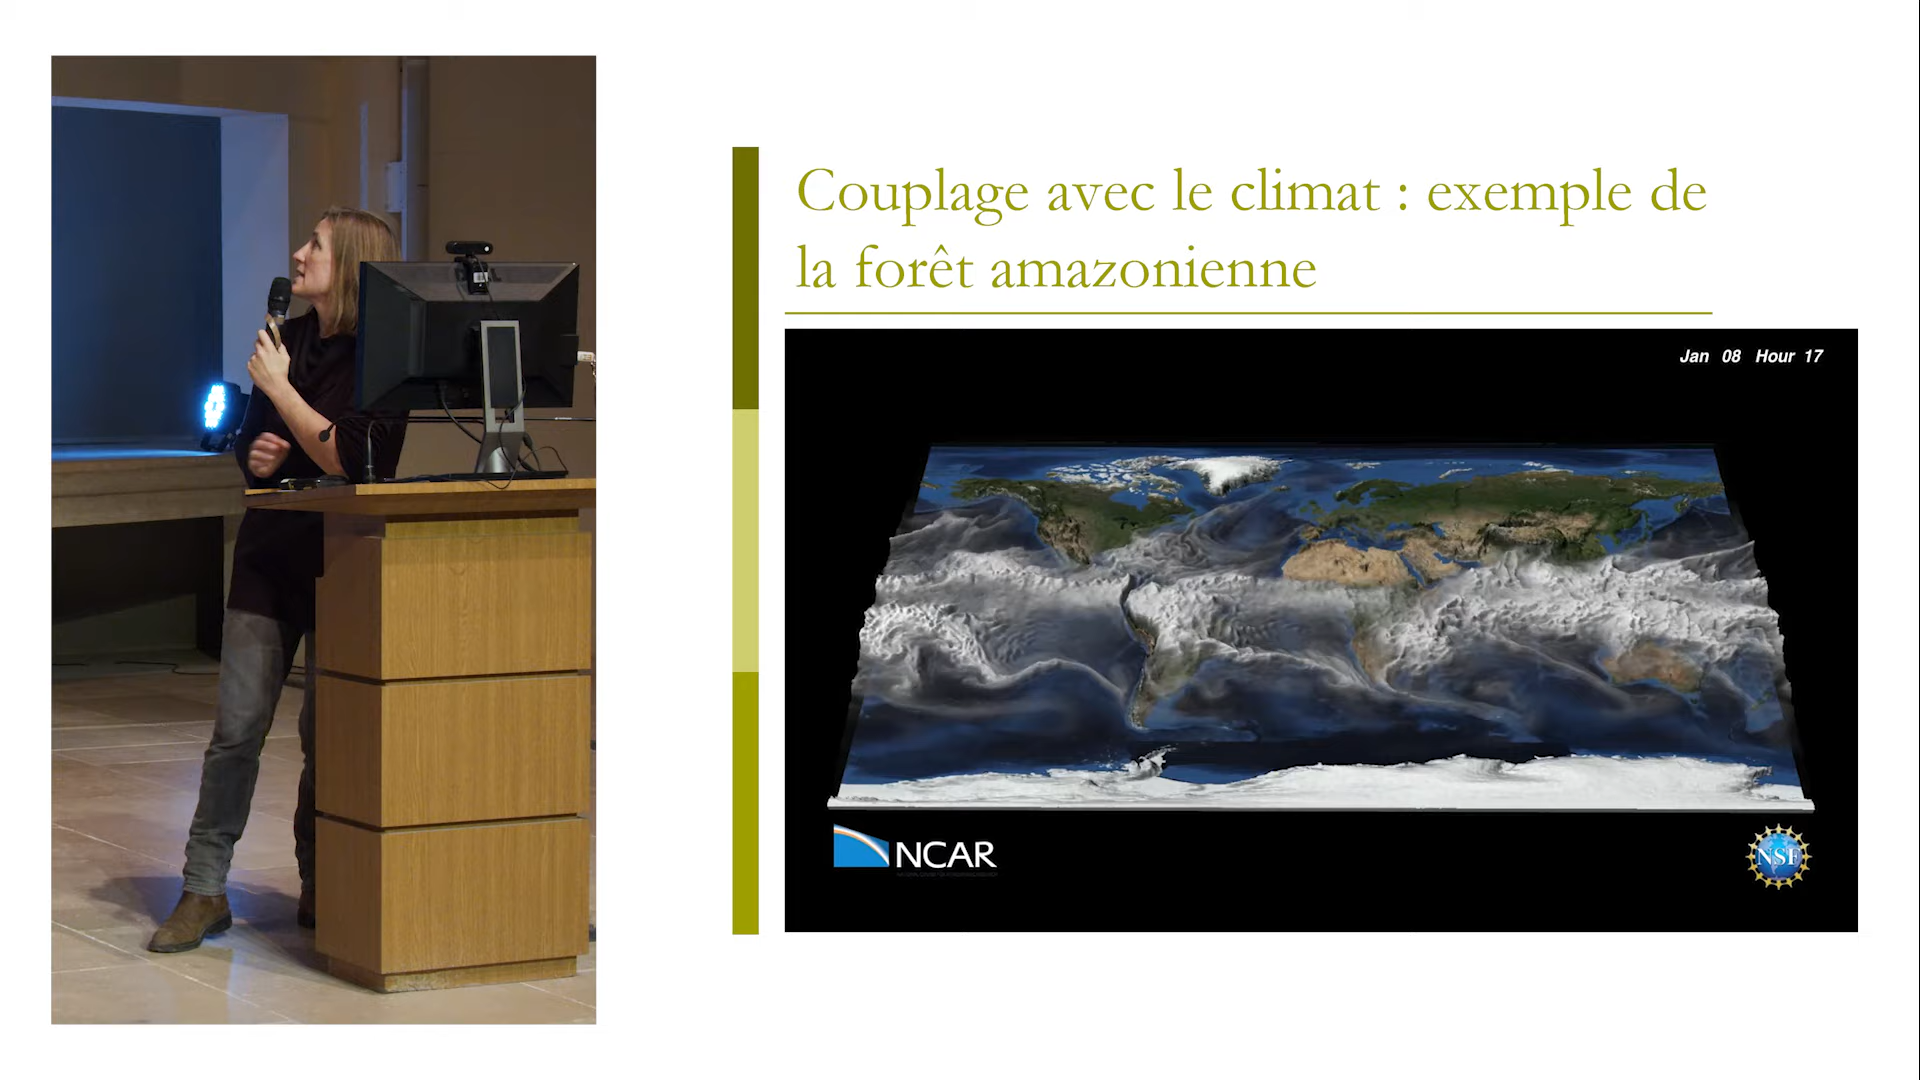 Couplage avec le climat : exemple de
la forêt amazonienne
Jan 08 Hour 17
NCAR
NSF